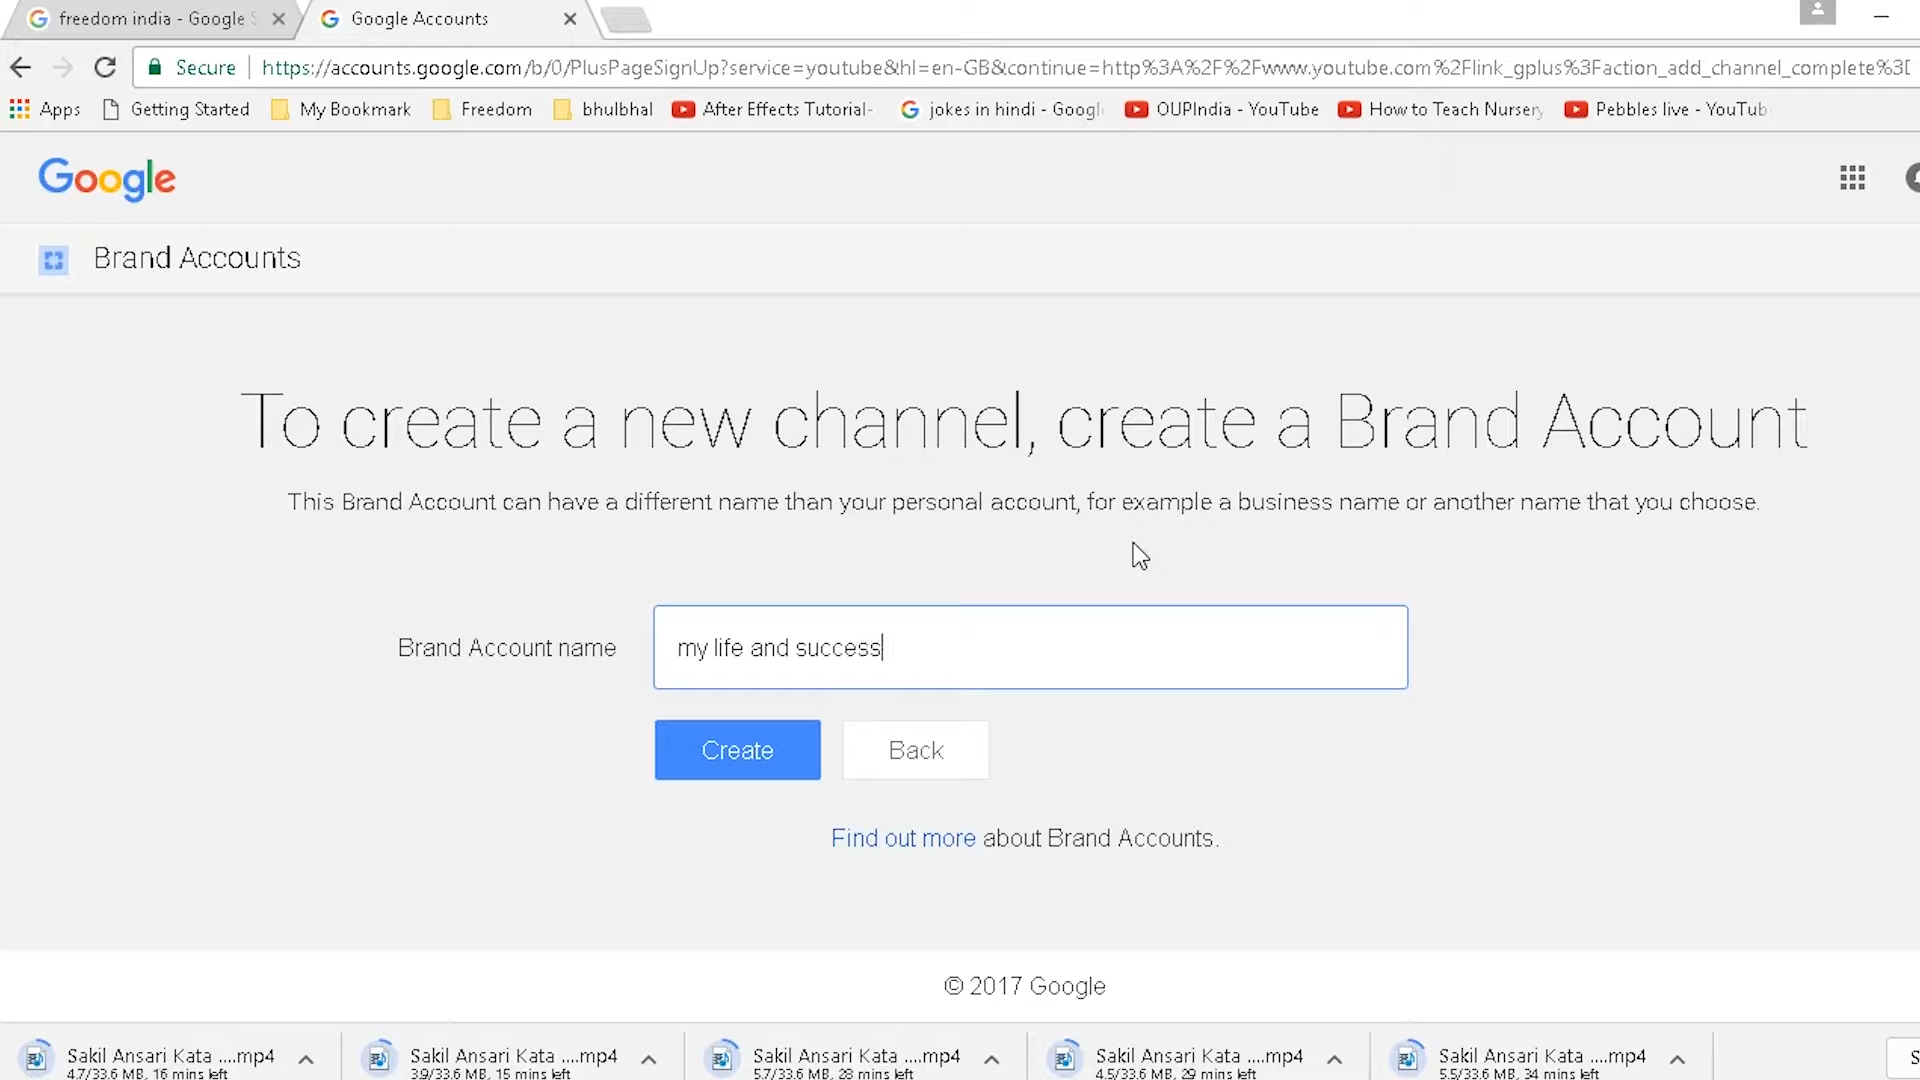 freedom india - Google
Google Accounts
Secure https://accounts.google.com/b/0/PlusPageSignUp?service=youtube&hl=en-GB&continue=http%3A%2F%2Fwww.youtube.com%2Flink_gplus%3Faction_add_channel_complete%3D
Apps Getting Started My Bookmark Freedom bhulbhal After Effects Tutorial- jokes in hindi - Googl OUPIndia - YouTube How to Teach Nursery Pebbles live - YouTub
Google
Brand Accounts
To create a new channel, create a Brand Account
This Brand Account can have a different name than your personal account, for example a business name or another name that you choose.
Brand Account name my life and success
Create Back
Find out more about Brand Accounts.
© 2017 Google
Sakil Ansari Kata ....mp4 Sakil Ansari Kata ....mp4 Sakil Ansari Kata ....mp4 Sakil Ansari Kata ....mp4 Sakil Ansari Kata ....mp4 S
4.7/33.6 MB, 16 mins left 3.9/33.6 MB, 15 mins left 5.7/33.6 MB, 28 mins left 4.5/33.6 MB, 29 mins left 5.5/33.6 MB, 34 mins left